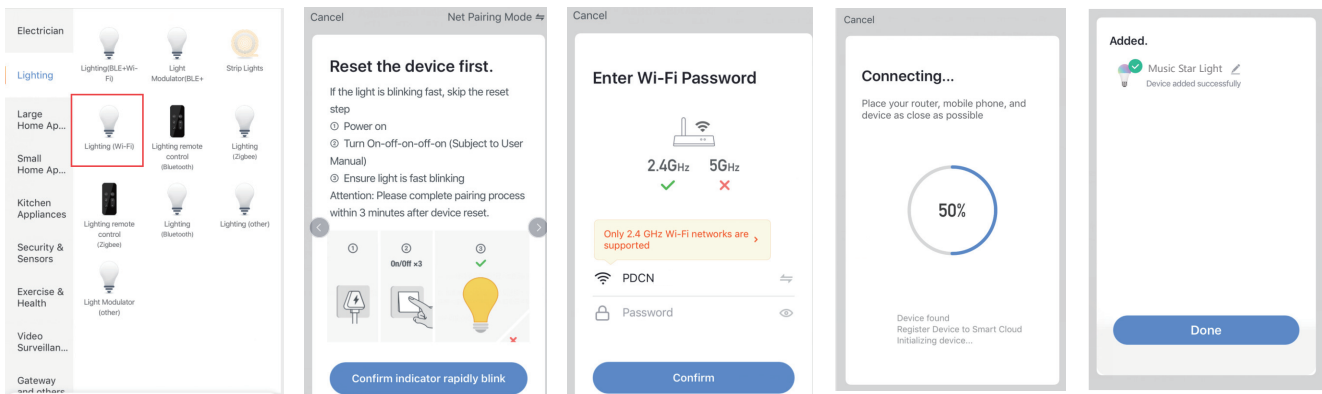 Electrician
Lighting
Large
Home Ap...
Small
Home Ap...
Kitchen
Appliances
Security &
Sensors
Exercise &
Health
Video
Surveillan...
Gateway
and others
Lighting(BLE+Wi-
Fi)
Light
Modulator(BLE+
Strip Lights
Lighting (Wi-Fi)
Lighting remote
control
(Bluetooth)
Lighting
(Zigbee)
Lighting remote
control
(Zigbee)
Lighting
(Bluetooth)
Lighting (other)
Light Modulator
(other)
Cancel
Net Pairing Mode ⇋
Reset the device first.
If the light is blinking fast, skip the reset
step
① Power on
② Turn On-off-on-off-on (Subject to User
Manual)
③ Ensure light is fast blinking
Attention: Please complete pairing process
within 3 minutes after device reset.
①
②
On/Off ×3
③
Confirm indicator rapidly blink
Cancel
Enter Wi-Fi Password
2.4GHz 5GHz
Only 2.4 GHz Wi-Fi networks are
supported
PDCN
Password
Confirm
Cancel
Connecting...
Place your router, mobile phone, and
device as close as possible
50%
Device found
Register Device to Smart Cloud
Initializing device...
Added.
Music Star Light
Device added successfully
Done